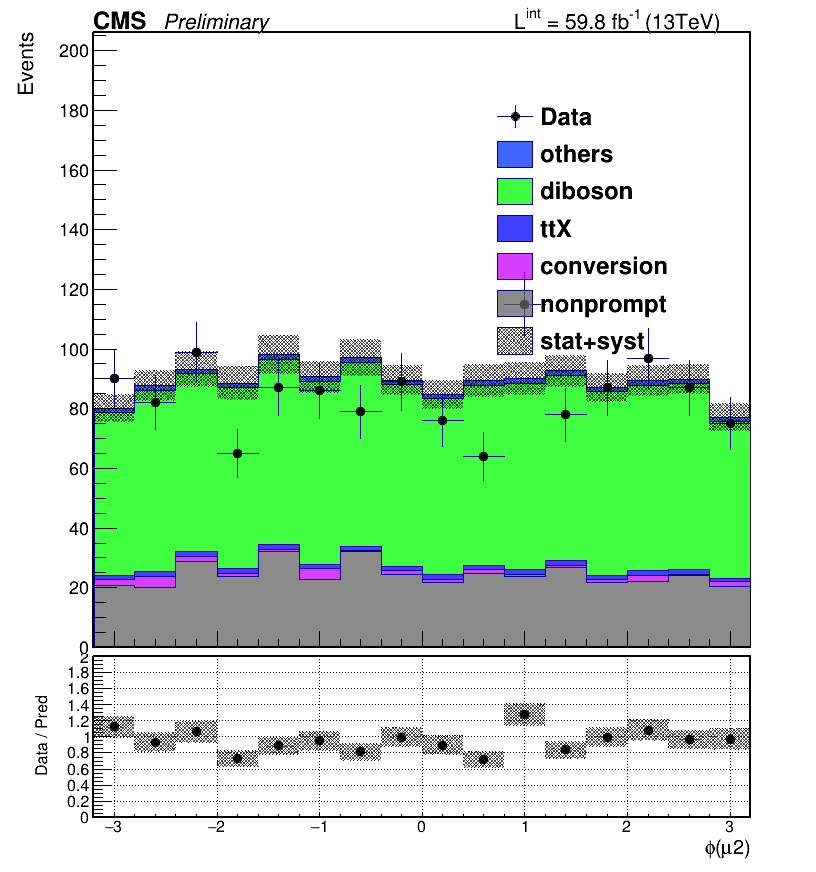 CMS Preliminary L^int = 59.8 fb^-1 (13TeV)
Events
200
180
160
140
120
100
80
60
40
20
0
Data
others
diboson
ttX
conversion
nonprompt
stat+syst
Data / Pred
2
1.8
1.6
1.4
1.2
1
0.8
0.6
0.4
0.2
0
−3 −2 −1 0 1 2 3
ϕ(μ2)